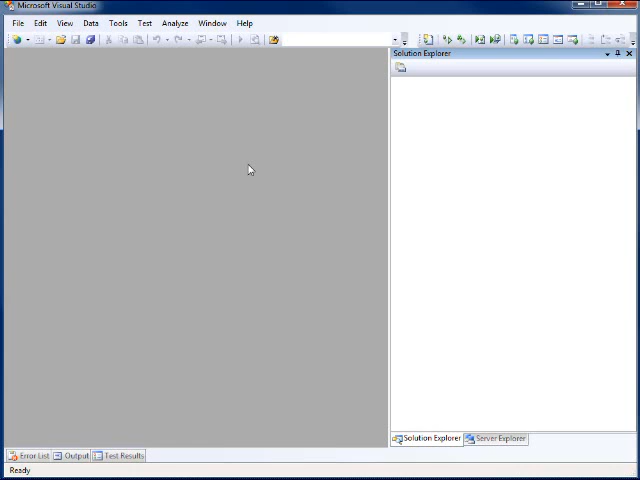 Microsoft Visual Studio
File Edit View Data Tools Test Analyze Window Help
Solution Explorer
Solution Explorer Server Explorer
Error List Output Test Results
Ready